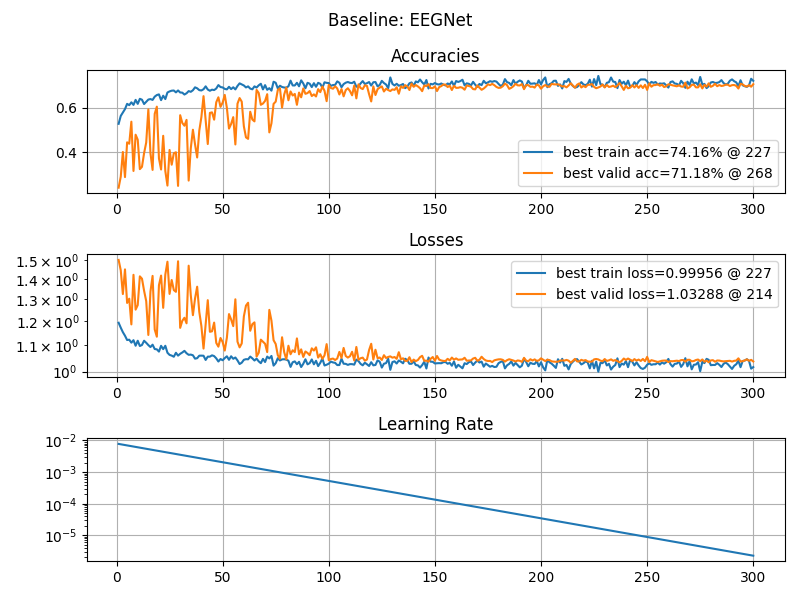 Baseline: EEGNet
Accuracies
0.6
0.4
best train acc=74.16% @ 227
best valid acc=71.18% @ 268
0 50 100 150 200 250 300
Losses
1.5 × 10⁰
1.4 × 10⁰
1.3 × 10⁰
1.2 × 10⁰
1.1 × 10⁰
10⁰
best train loss=0.99956 @ 227
best valid loss=1.03288 @ 214
0 50 100 150 200 250 300
Learning Rate
10⁻²
10⁻³
10⁻⁴
10⁻⁵
0 50 100 150 200 250 300